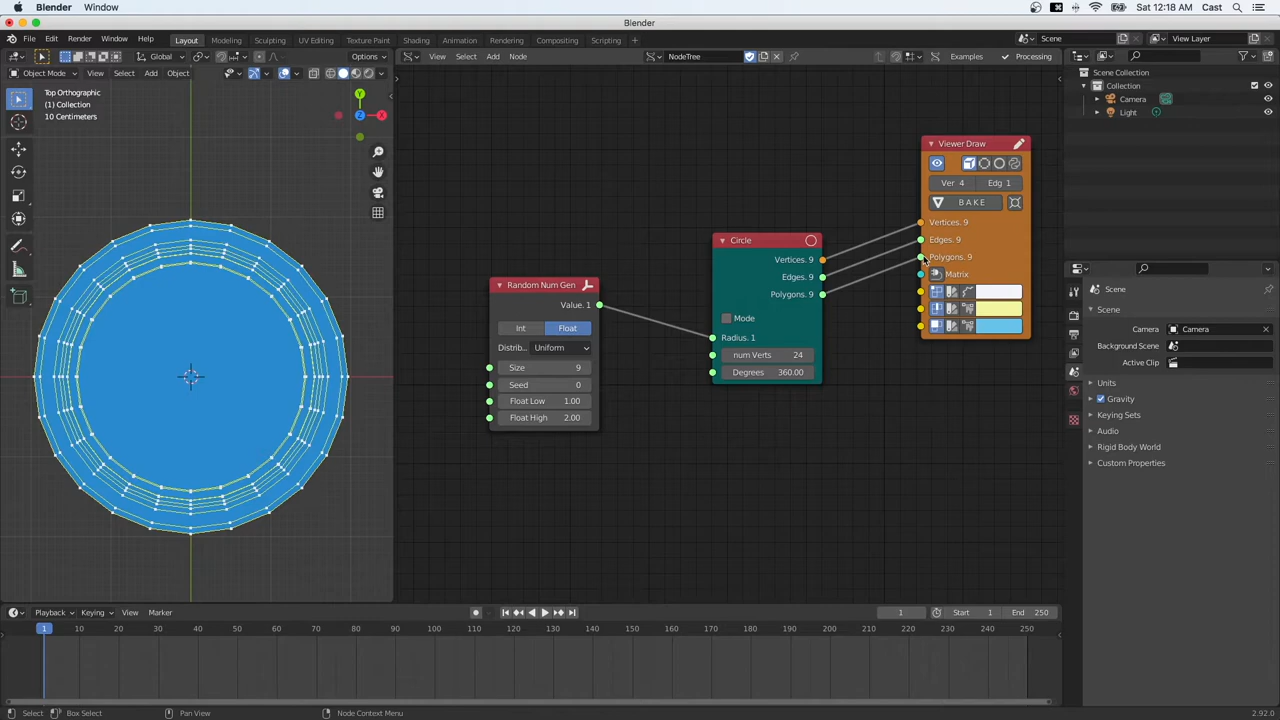 Blender Window
Sat 12:18 AM Cast
Blender
File Edit Render Window Help
Layout Modeling UV Editing Texture Paint Shading Animation Rendering Compositing Scripting +
Scene View Layer
Global Options
View Select Add Node NodeTree Examples Processing
Object Mode View Select Add Object
Top Orthographic
(1) Collection
10 Centimeters
Y
Z X
Scene Collection
Collection
Camera
Light
Viewer Draw
Ver 4 Edg 1
BAKE
Vertices. 9
Edges. 9
Polygons. 9
Matrix
Circle
Vertices. 9
Edges. 9
Polygons. 9
Mode
Radius. 1
num Verts 24
Degrees 360.00
Random Num Gen
Value. 1
Int Float
Distrib.. Uniform
Size 9
Seed 0
Float Low 1.00
Float High 2.00
Scene
Scene
Camera Camera
Background Scene
Active Clip
Units
Gravity
Keying Sets
Audio
Rigid Body World
Custom Properties
Playback Keying View Marker
1 Start 1 End 250
1 10 20 30 40 50 60 70 80 90 100 110 120 130 140 150 160 170 180 190 200 210 220 230 240 250
Select Box Select Pan View Node Context Menu 2.92.0